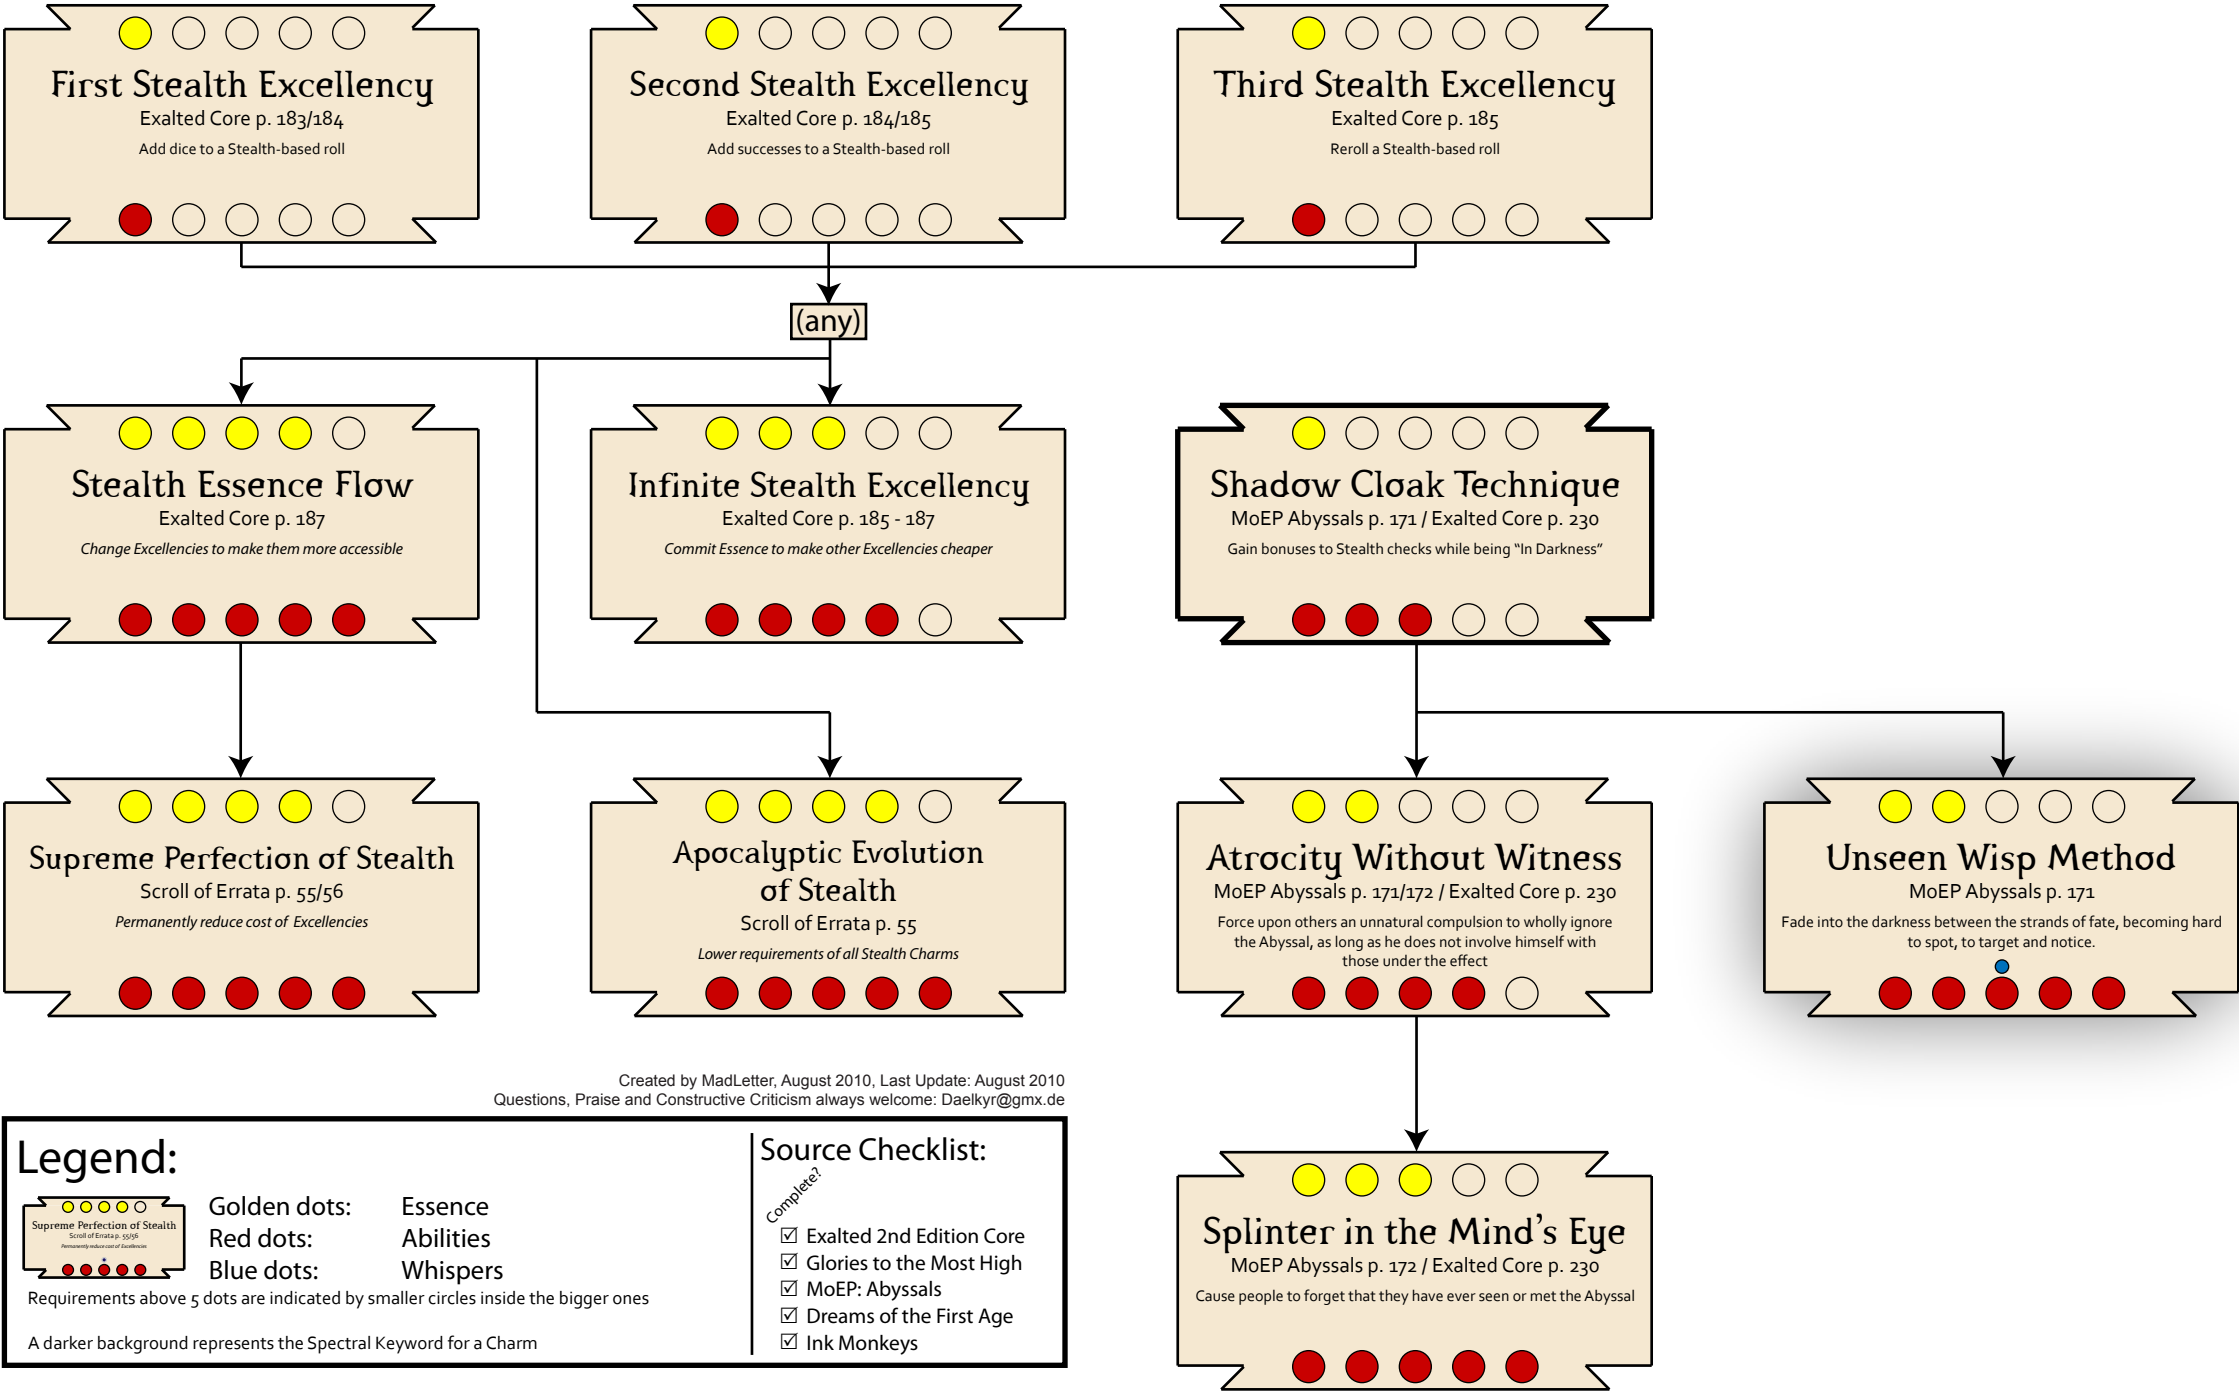 First Stealth Excellency
Exalted Core p. 183/184
Add dice to a Stealth-based roll
Second Stealth Excellency
Exalted Core p. 184/185
Add successes to a Stealth-based roll
Third Stealth Excellency
Exalted Core p. 185
Reroll a Stealth-based roll
(any)
Stealth Essence Flow
Exalted Core p. 187
Change Excellencies to make them more accessible
Infinite Stealth Excellency
Exalted Core p. 185 - 187
Commit Essence to make other Excellencies cheaper
Shadow Cloak Technique
MoEP Abyssals p. 171 / Exalted Core p. 230
Gain bonuses to Stealth checks while being “In Darkness”
Supreme Perfection of Stealth
Scroll of Errata p. 55/56
Permanently reduce cost of Excellencies
Apocalyptic Evolution
of Stealth
Scroll of Errata p. 55
Lower requirements of all Stealth Charms
Atrocity Without Witness
MoEP Abyssals p. 171/172 / Exalted Core p. 230
Force upon others an unnatural compulsion to wholly ignore
the Abyssal, as long as he does not involve himself with
those under the effect
Unseen Wisp Method
MoEP Abyssals p. 171
Fade into the darkness between the strands of fate, becoming hard
to spot, to target and notice.
Created by MadLetter, August 2010, Last Update: August 2010
Questions, Praise and Constructive Criticism always welcome: Daelkyr@gmx.de
Legend:
Supreme Perfection of Stealth
Scroll of Errata p. 55/56
Permanently reduce cost of Excellencies
Golden dots: Essence
Red dots: Abilities
Blue dots: Whispers
Requirements above 5 dots are indicated by smaller circles inside the bigger ones
A darker background represents the Spectral Keyword for a Charm
Source Checklist:
Complete?
☑ Exalted 2nd Edition Core
☑ Glories to the Most High
☑ MoEP: Abyssals
☑ Dreams of the First Age
☑ Ink Monkeys
Splinter in the Mind’s Eye
MoEP Abyssals p. 172 / Exalted Core p. 230
Cause people to forget that they have ever seen or met the Abyssal